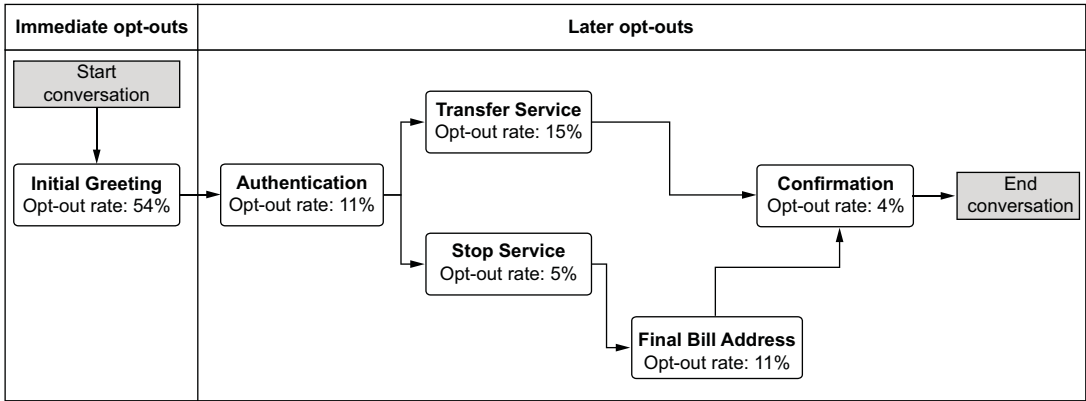 Immediate opt-outs
Later opt-outs
Start
conversation
Initial Greeting
Opt-out rate: 54%
Authentication
Opt-out rate: 11%
Transfer Service
Opt-out rate: 15%
Stop Service
Opt-out rate: 5%
Final Bill Address
Opt-out rate: 11%
Confirmation
Opt-out rate: 4%
End
conversation